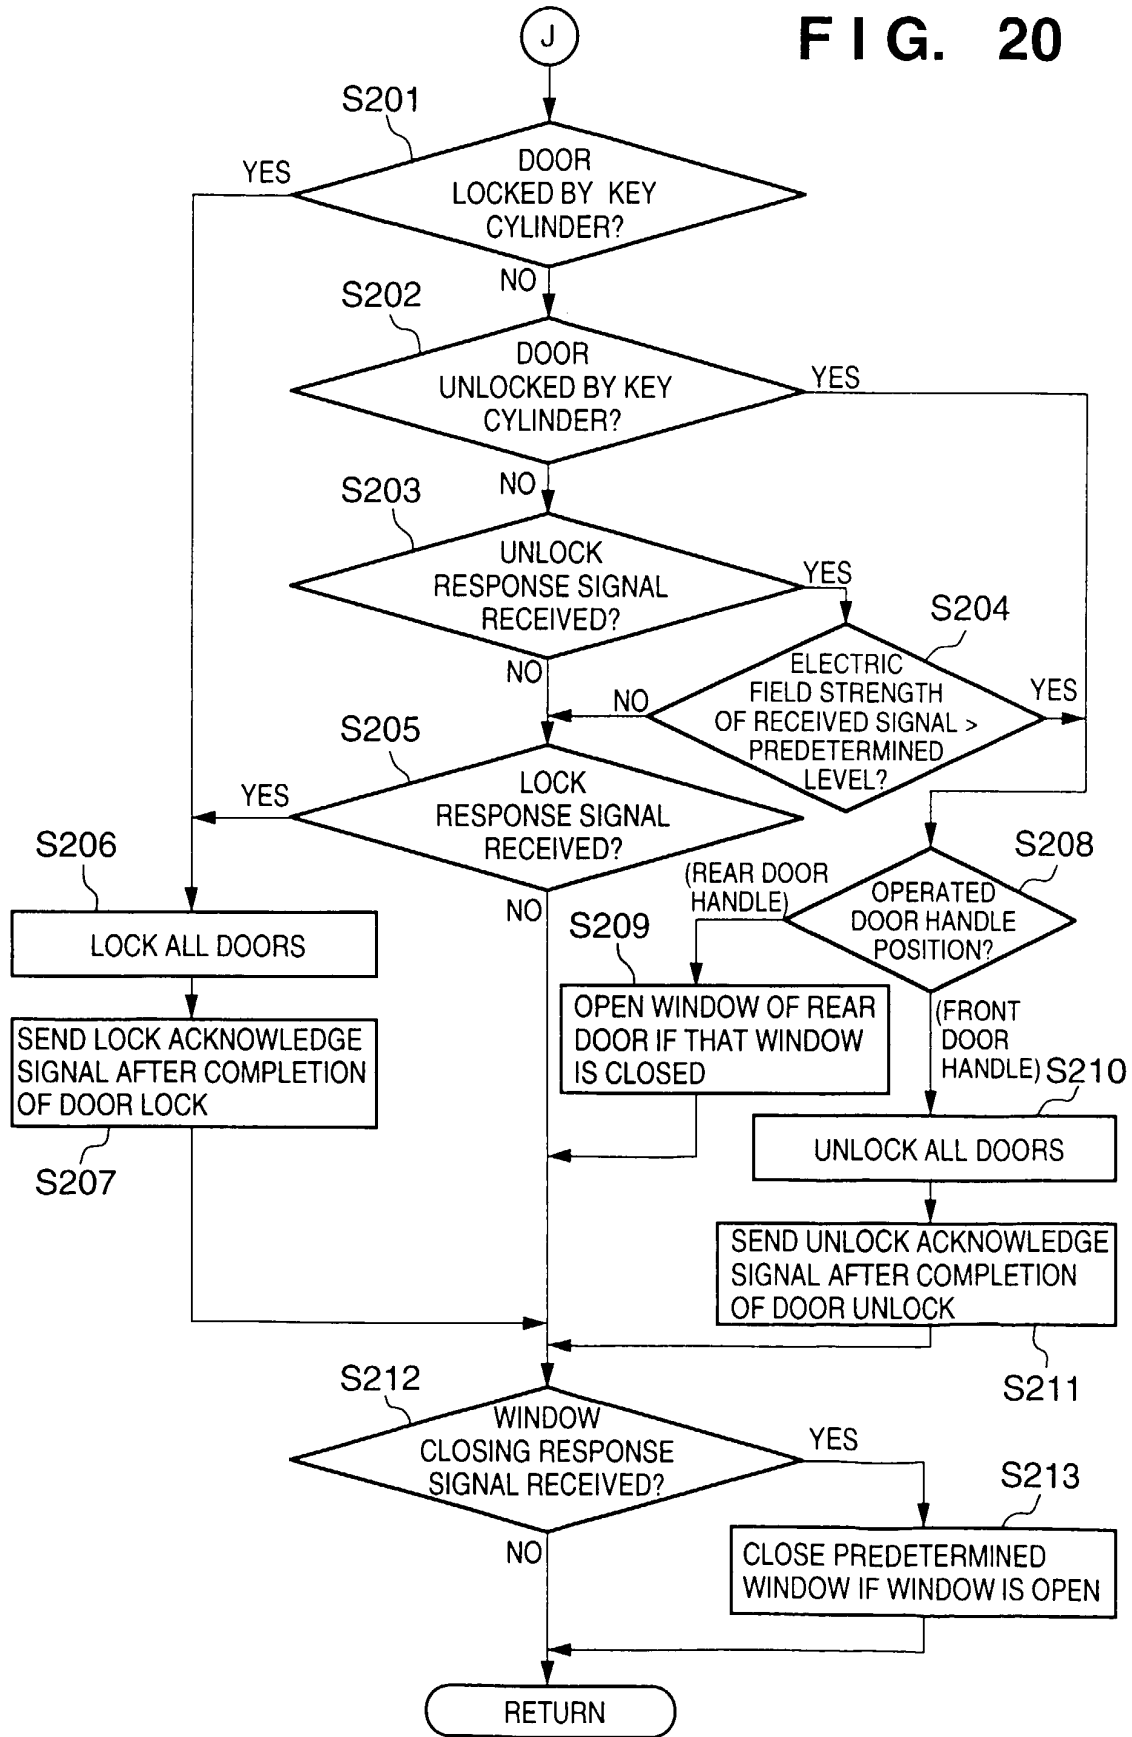 J
FIG. 20
S201
DOOR
LOCKED BY KEY
CYLINDER?
YES
NO
S202
DOOR
UNLOCKED BY KEY
CYLINDER?
YES
NO
S203
UNLOCK
RESPONSE SIGNAL
RECEIVED?
YES
NO
S204
ELECTRIC
FIELD STRENGTH
OF RECEIVED SIGNAL >
PREDETERMINED
LEVEL?
YES
NO
S205
LOCK
RESPONSE SIGNAL
RECEIVED?
YES
NO
S206
LOCK ALL DOORS
SEND LOCK ACKNOWLEDGE
SIGNAL AFTER COMPLETION
OF DOOR LOCK
S207
S208
OPERATED
DOOR HANDLE
POSITION?
(REAR DOOR
HANDLE)
S209
OPEN WINDOW OF REAR
DOOR IF THAT WINDOW
IS CLOSED
(FRONT
DOOR
HANDLE)
S210
UNLOCK ALL DOORS
SEND UNLOCK ACKNOWLEDGE
SIGNAL AFTER COMPLETION
OF DOOR UNLOCK
S211
S212
WINDOW
CLOSING RESPONSE
SIGNAL RECEIVED?
YES
NO
S213
CLOSE PREDETERMINED
WINDOW IF WINDOW IS OPEN
RETURN